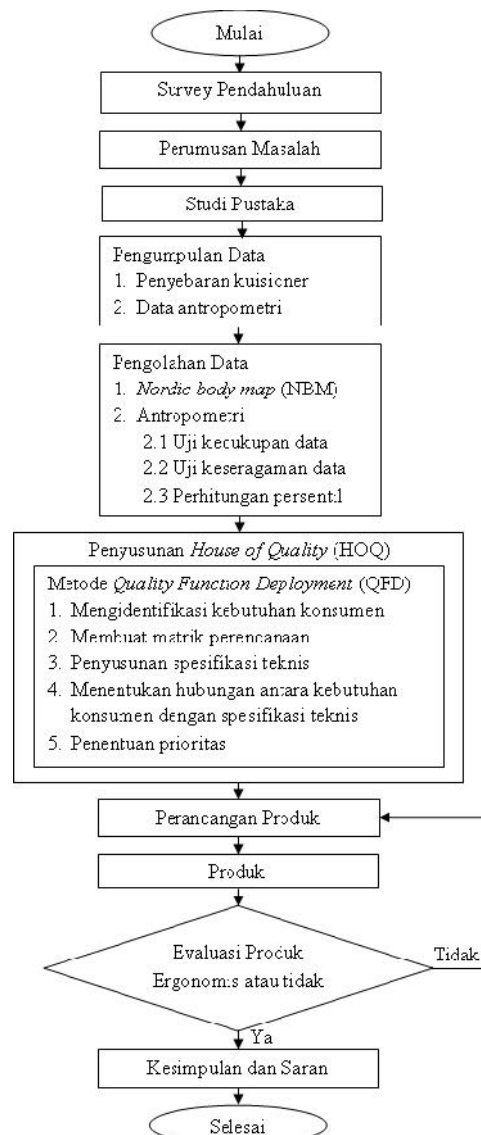 Mulai
Survey Pendahuluan
Perumusan Masalah
Studi Pustaka
Pengumpulan Data
1. Penyebaran kuisioner
2. Data antropometri
Pengolahan Data
1. Nordic body map (NBM)
2. Antropometri
2.1 Uji kecukupan data
2.2 Uji keseragaman data
2.3 Perhitungan persentil
Penyusunan House of Quality (HOQ)
Metode Quality Function Deployment (QFD)
1. Mengidentifikasi kebutuhan konsumen
2. Membuat matrik perencanaan
3. Penyusunan spesifikasi teknis
4. Menentukan hubungan antara kebutuhan
konsumen dengan spesifikasi teknis
5. Penentuan prioritas
Perancangan Produk
Produk
Evaluasi Produk
Ergonomis atau tidak
Tidak
Ya
Kesimpulan dan Saran
Selesai